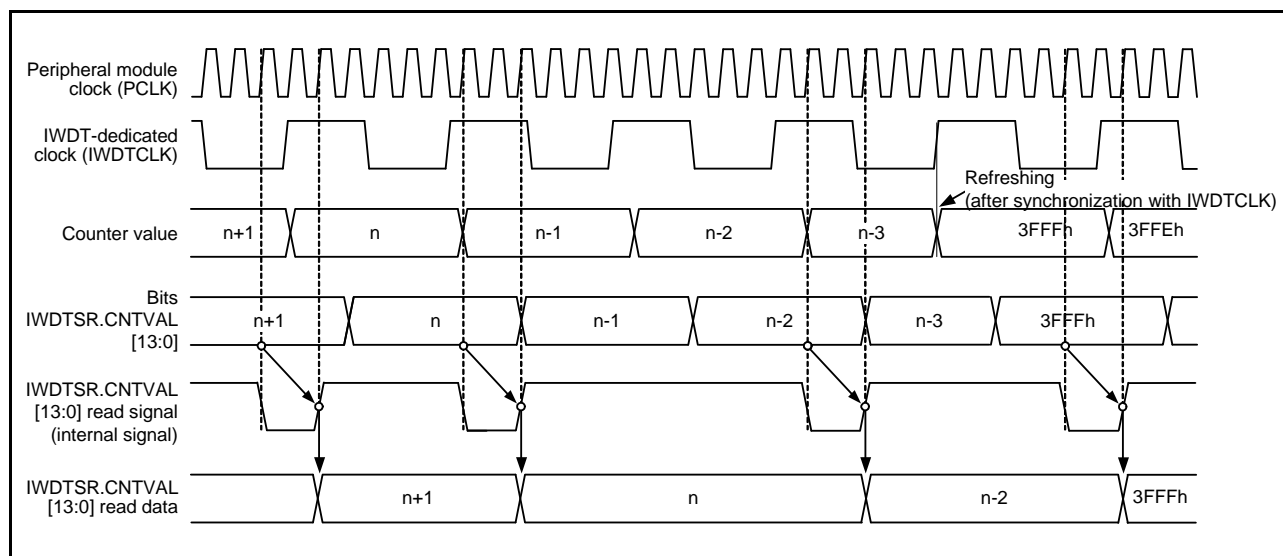 Peripheral module
clock (PCLK)
IWDT-dedicated
clock (IWDTCLK)
Refreshing
(after synchronization with IWDTCLK)
Counter value
n+1
n
n-1
n-2
n-3
3FFFh
3FFEh
Bits
IWDTSR.CNTVAL
[13:0]
n+1
n
n-1
n-2
n-3
3FFFh
IWDTSR.CNTVAL
[13:0] read signal
(internal signal)
IWDTSR.CNTVAL
[13:0] read data
n+1
n
n-2
3FFFh